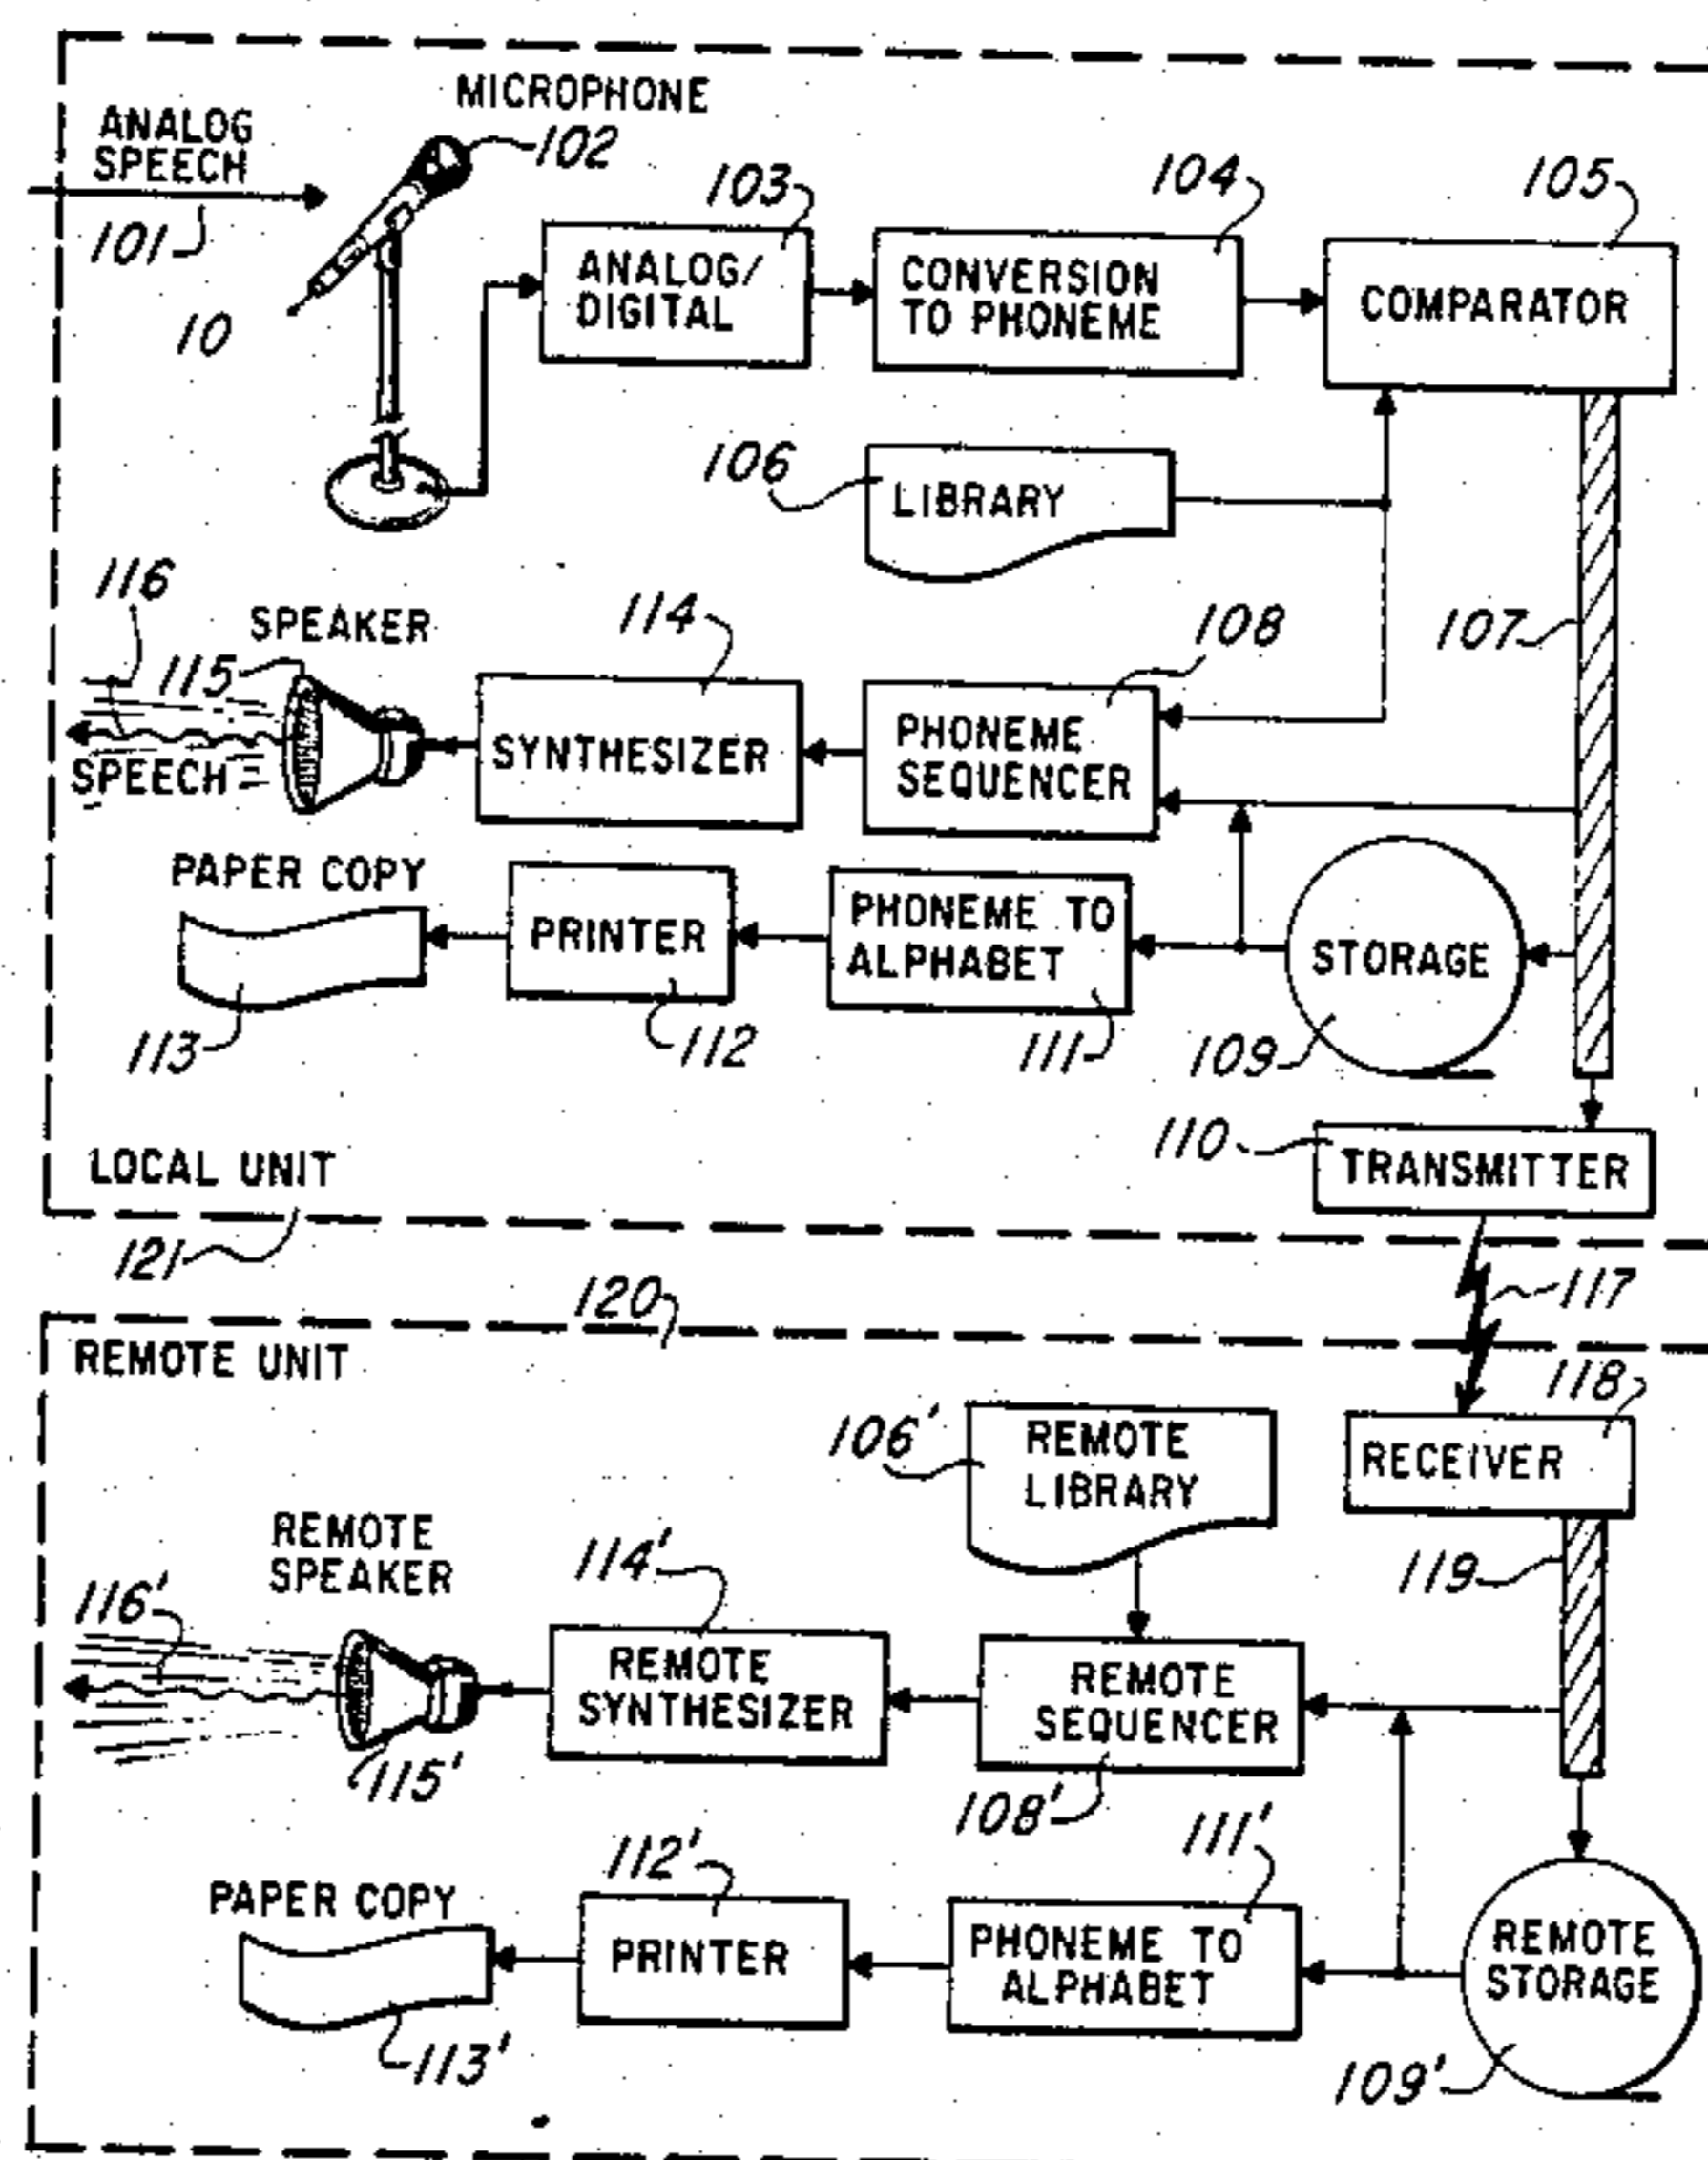 MICROPHONE
102
ANALOG
SPEECH
101
10
103
ANALOG/
DIGITAL
104
CONVERSION
TO PHONEME
105
COMPARATOR
106
LIBRARY
107
116
SPEAKER
115
SPEECH
114
SYNTHESIZER
108
PHONEME
SEQUENCER
PAPER COPY
113
PRINTER
112
PHONEME TO
ALPHABET
111
STORAGE
109
110
TRANSMITTER
LOCAL UNIT
121
117
120
REMOTE UNIT
118
RECEIVER
106'
REMOTE
LIBRARY
119
REMOTE
SPEAKER
116'
115'
114'
REMOTE
SYNTHESIZER
REMOTE
SEQUENCER
108'
111'
112'
PAPER COPY
113'
PRINTER
PHONEME TO
ALPHABET
REMOTE
STORAGE
109'